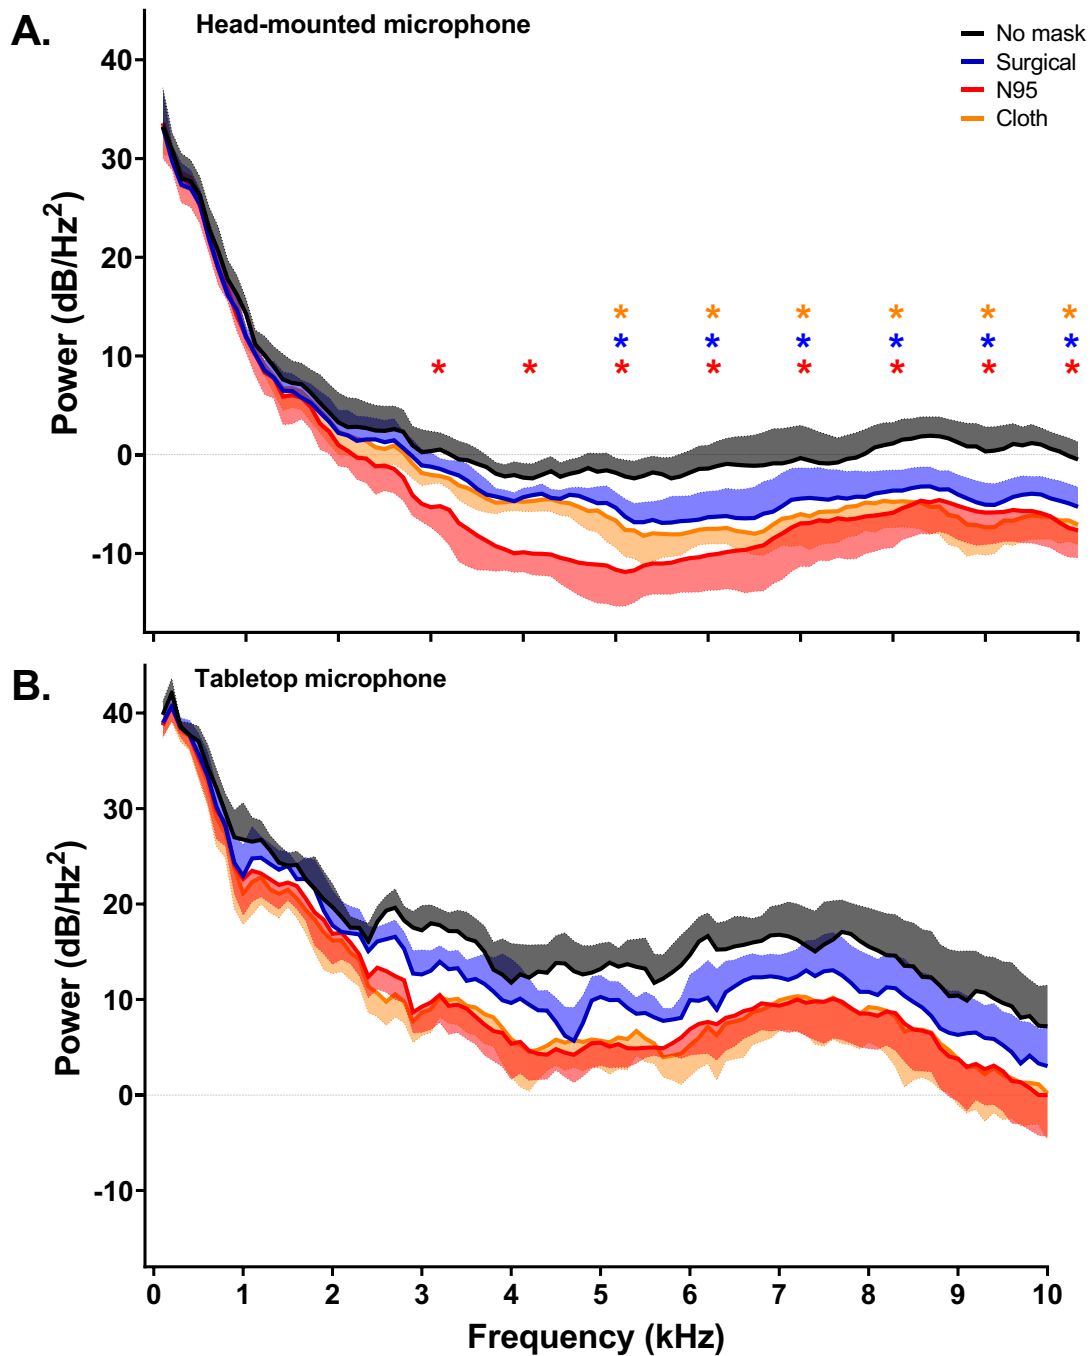 A.
Head-mounted microphone
No mask
Surgical
N95
Cloth
40
30
20
10
0
-10
Power (dB/Hz²)
* * * * * *
* * * * * *
* * * * * * * *
B.
Tabletop microphone
40
30
20
10
0
-10
Power (dB/Hz²)
0 1 2 3 4 5 6 7 8 9 10
Frequency (kHz)